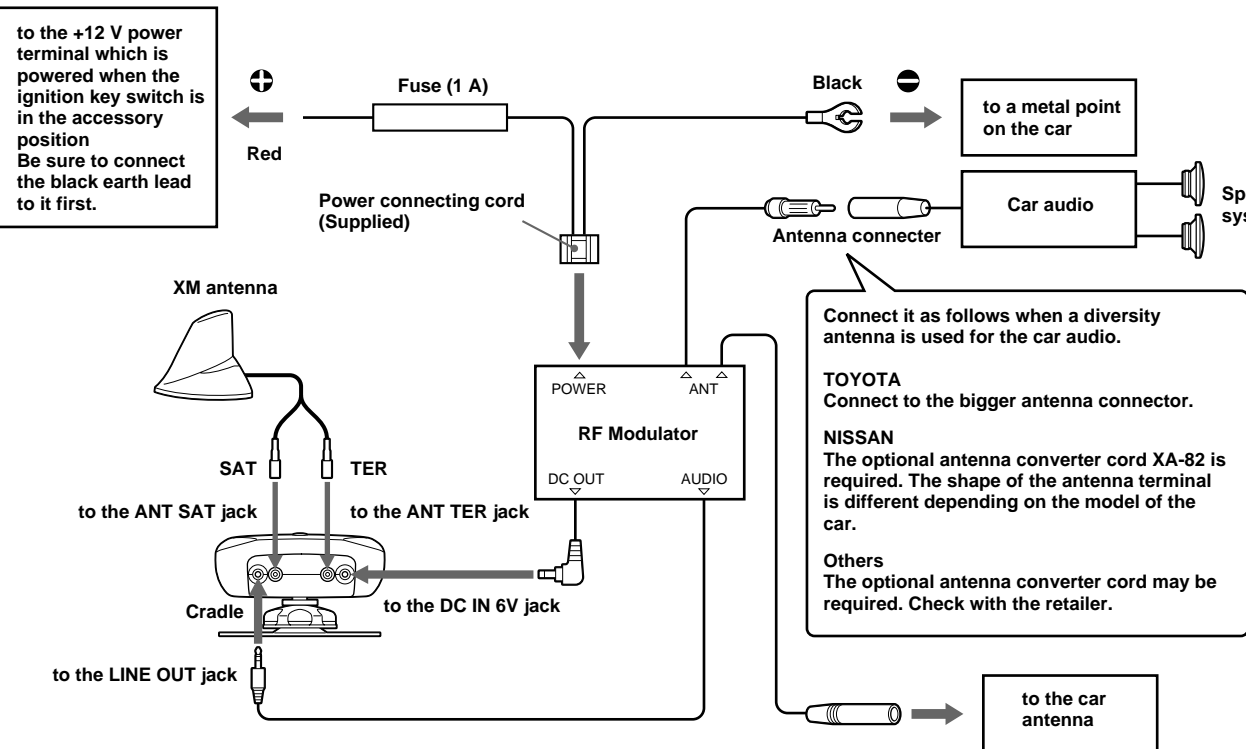 to the +12 V power
terminal which is
powered when the
ignition key switch is
in the accessory
position
Be sure to connect
the black earth lead
to it first.
Red
Fuse (1 A)
Black
to a metal point
on the car
Power connecting cord
(Supplied)
Antenna connecter
Car audio
XM antenna
SAT
TER
to the ANT SAT jack
to the ANT TER jack
POWER
ANT
RF Modulator
DC OUT
AUDIO
Connect it as follows when a diversity
antenna is used for the car audio.
TOYOTA
Connect to the bigger antenna connector.
NISSAN
The optional antenna converter cord XA-82 is
required. The shape of the antenna terminal
is different depending on the model of the
car.
Others
The optional antenna converter cord may be
required. Check with the retailer.
Cradle
to the DC IN 6V jack
to the LINE OUT jack
to the car
antenna